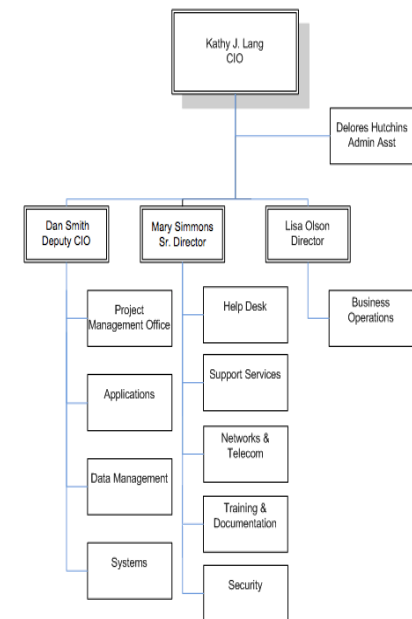 Kathy J. Lang
CIO
Delores Hutchins
Admin Asst
Dan Smith
Deputy CIO
Mary Simmons
Sr. Director
Lisa Olson
Director
Project
Management Office
Applications
Data Management
Systems
Help Desk
Support Services
Networks &
Telecom
Training &
Documentation
Security
Business
Operations